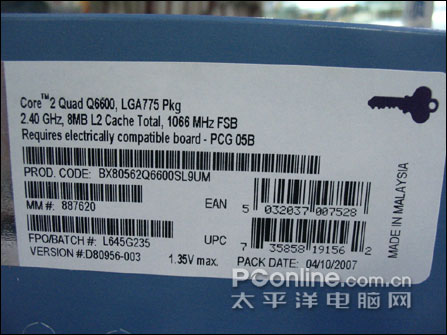 Core™2 Quad Q6600, LGA775 Pkg
2.40 GHz, 8MB L2 Cache Total, 1066 MHz FSB
Requires electrically compatible board - PCG 05B
PROD. CODE: BX80562Q6600SL9UM
MM #: 887620
EAN
5 032037 007528
FPO/BATCH #: L645G235
UPC
7 35858 19156 2
VERSION #:D80956-003
1.35V max.
PACK DATE: 04/10/2007
MADE IN MALAYSIA
PConline.com.cn
太平洋电脑网